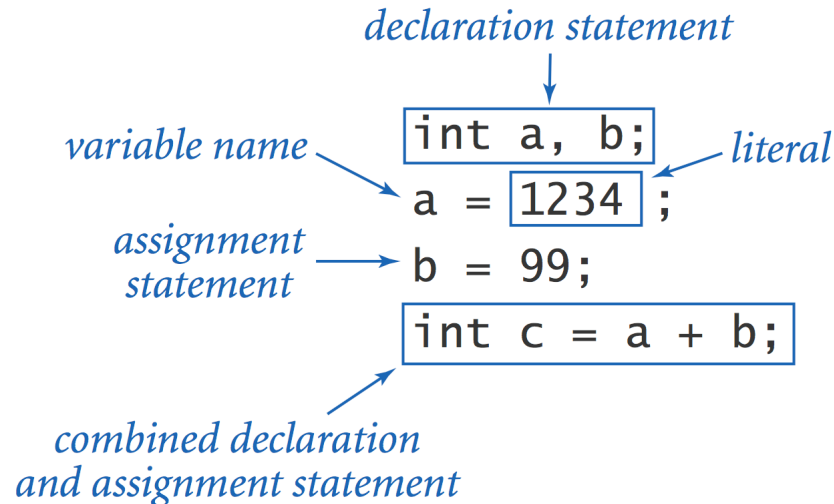 declaration statement
int a, b;
variable name
literal
a = 1234 ;
assignment
statement
b = 99;
int c = a + b;
combined declaration
and assignment statement